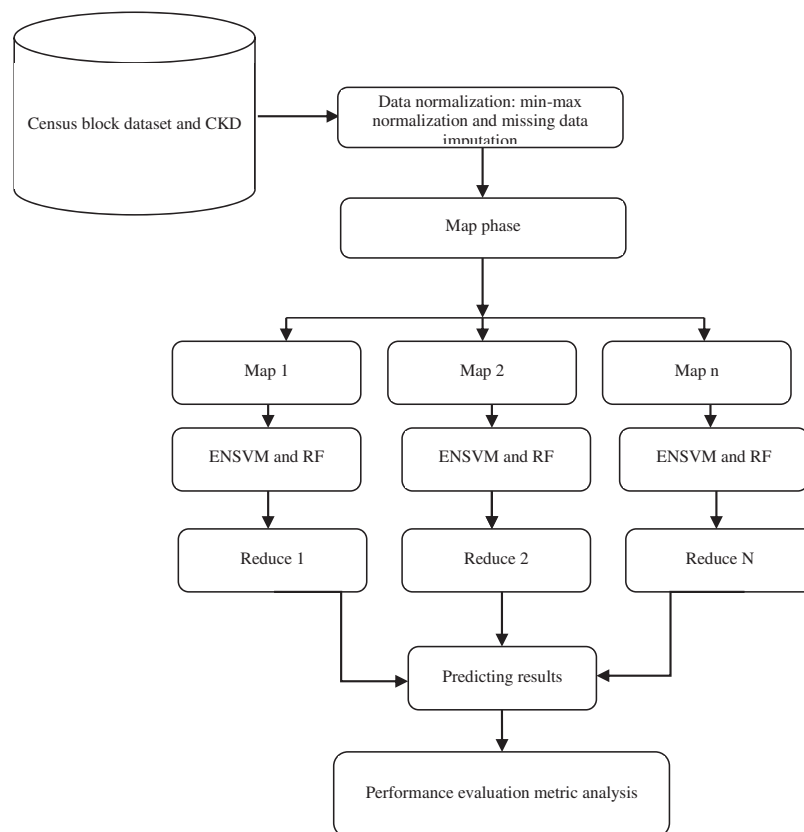 Census block dataset and CKD
Data normalization: min-max
normalization and missing data
imputation
Map phase
Map 1
Map 2
Map n
ENSVM and RF
ENSVM and RF
ENSVM and RF
Reduce 1
Reduce 2
Reduce N
Predicting results
Performance evaluation metric analysis